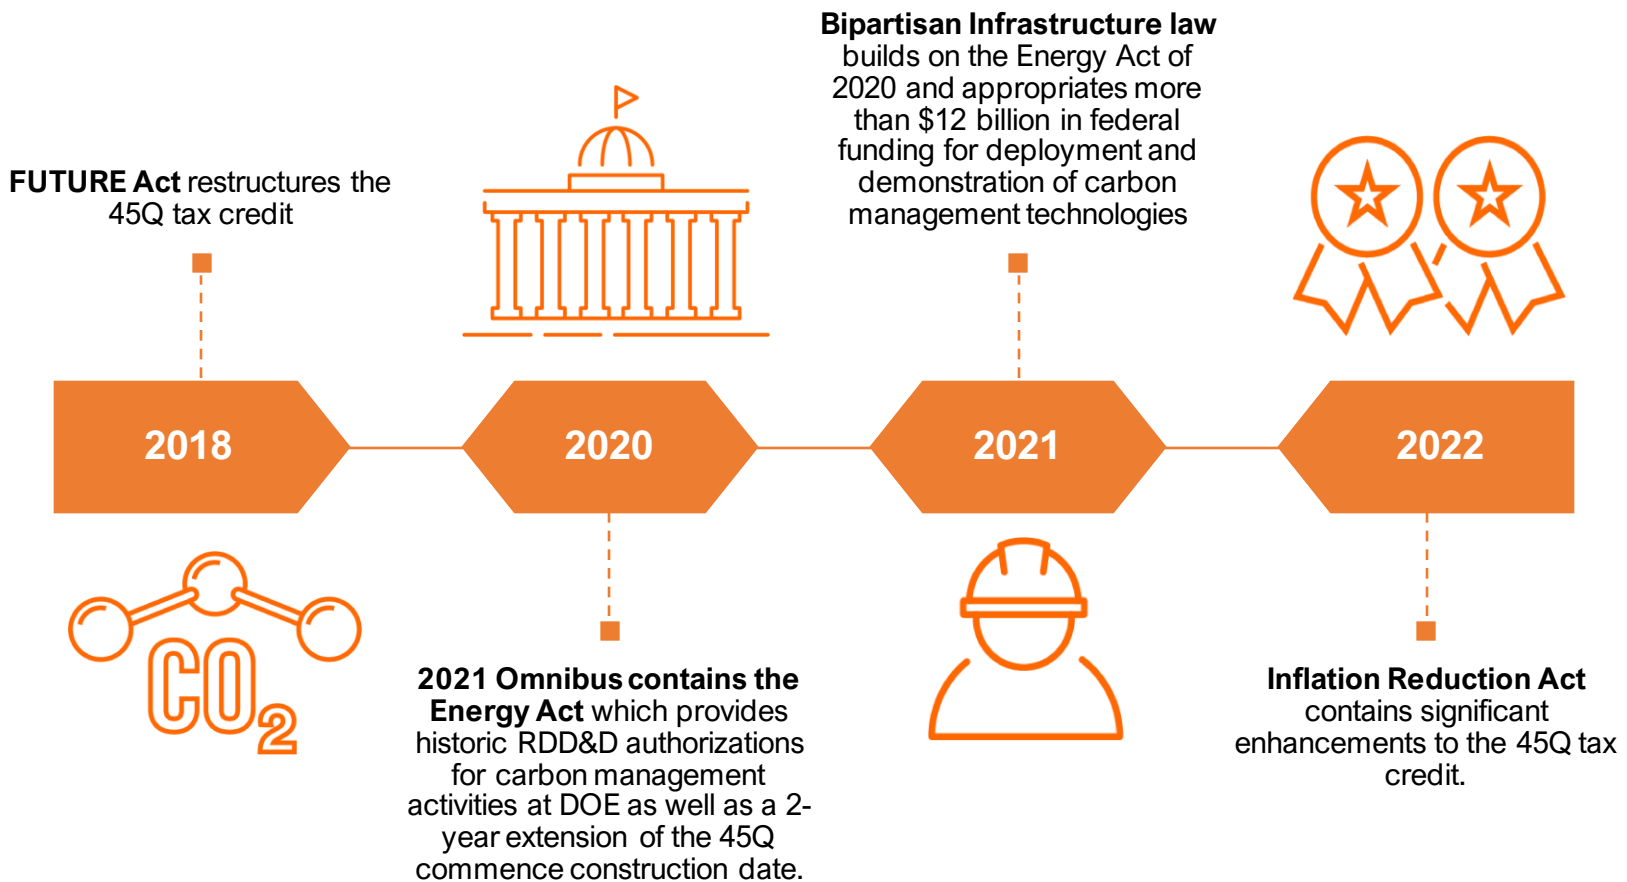 FUTURE Act restructures the
45Q tax credit
Bipartisan Infrastructure law
builds on the Energy Act of
2020 and appropriates more
than $12 billion in federal
funding for deployment and
demonstration of carbon
management technologies
2018
2020
2021
2022
CO2
2021 Omnibus contains the
Energy Act which provides
historic RDD&D authorizations
for carbon management
activities at DOE as well as a 2-
year extension of the 45Q
commence construction date.
Inflation Reduction Act
contains significant
enhancements to the 45Q tax
credit.